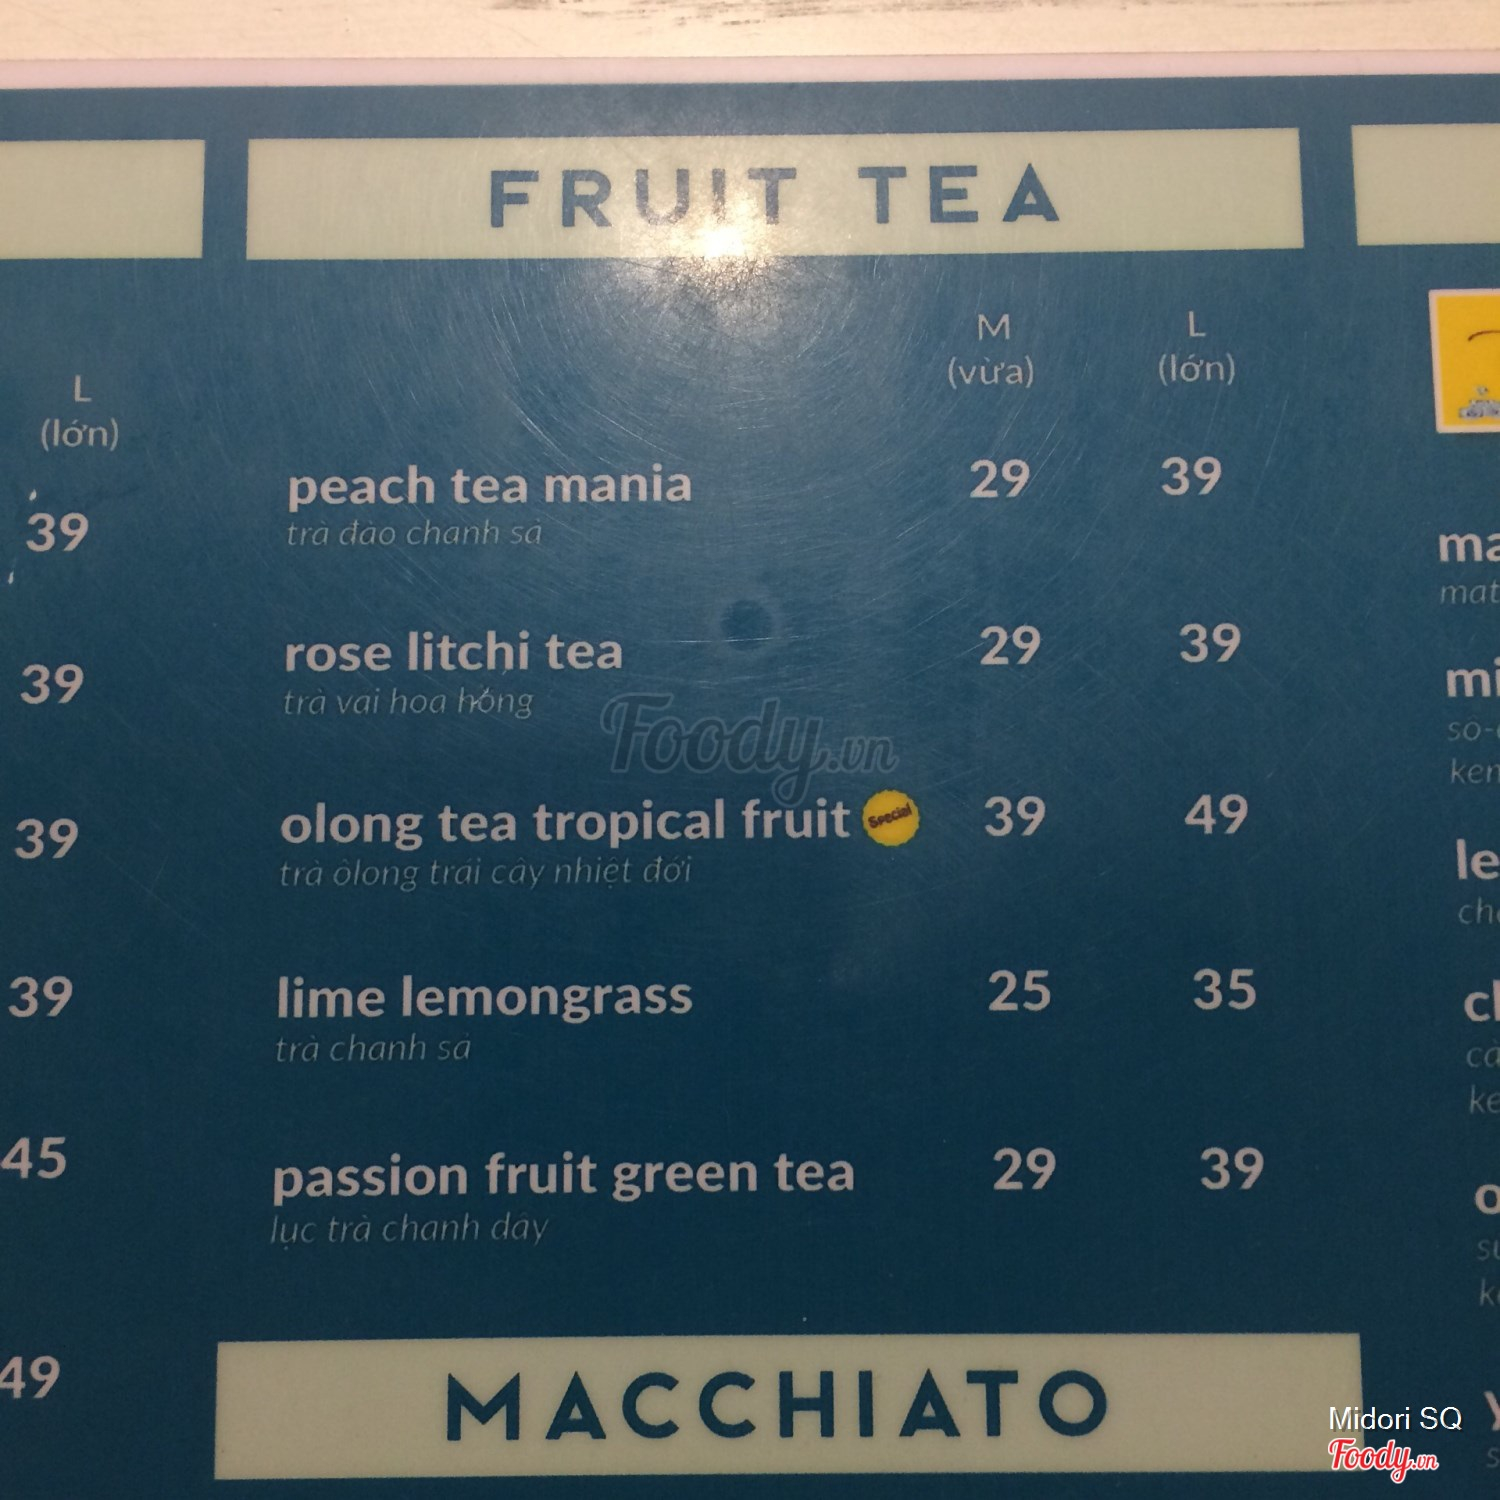 FRUIT TEA
M L
(vừa) (lớn)
peach tea mania 29 39
trà đào chanh sả
rose litchi tea 29 39
trà vải hoa hồng
olong tea tropical fruit Special 39 49
trà ôlong trái cây nhiệt đới
lime lemongrass 25 35
trà chanh sả
passion fruit green tea 29 39
lục trà chanh dây
MACCHIATO
L
(lớn)
39
39
39
39
45
49
Foody.vn
Midori SQ
Foody.vn